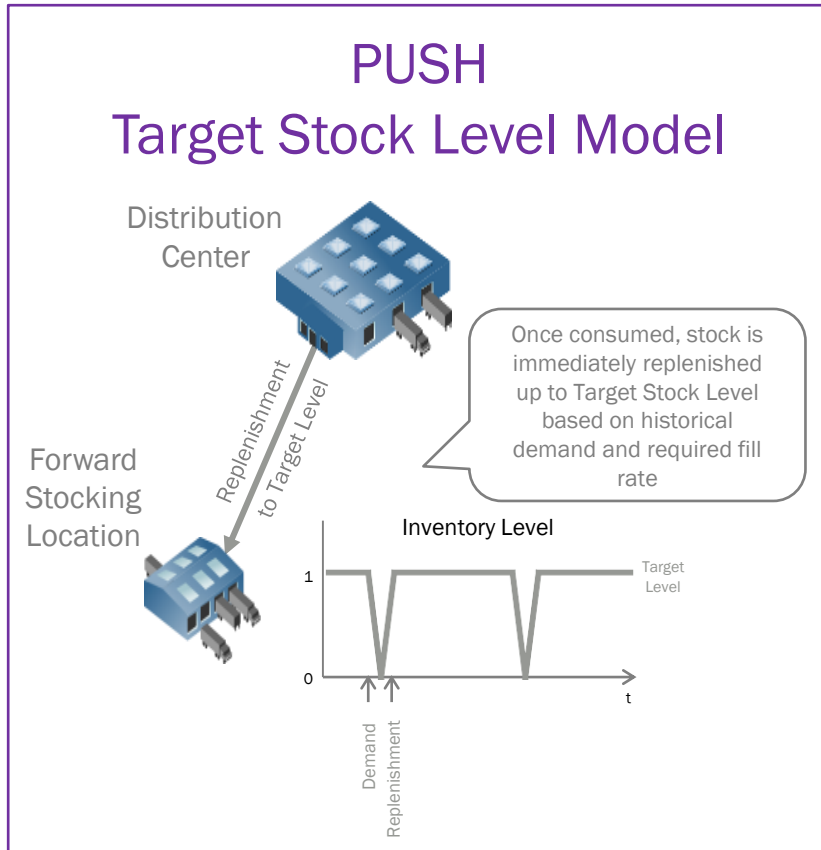 PUSH
Target Stock Level Model
Distribution
Center
Once consumed, stock is
immediately replenished
up to Target Stock Level
based on historical
demand and required fill
rate
Replenishment
to Target Level
Forward
Stocking
Location
Inventory Level
1
Target
Level
0
t
Demand
Replenishment